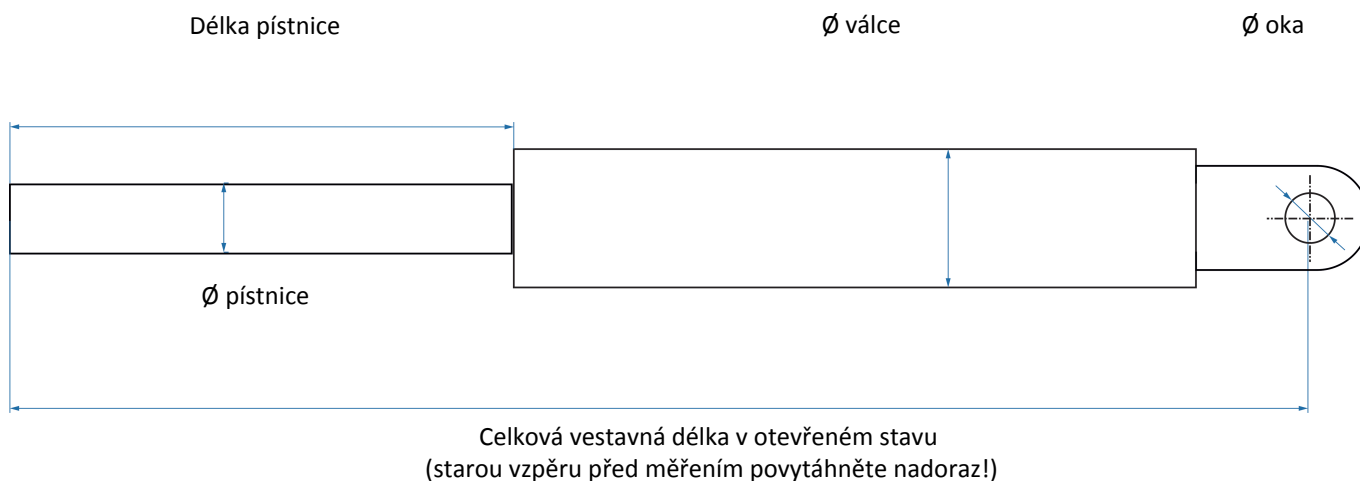 Délka pístnice
Ø válce
Ø oka
Ø pístnice
Celková vestavná délka v otevřeném stavu
(starou vzpěru před měřením povytáhněte nadoraz!)